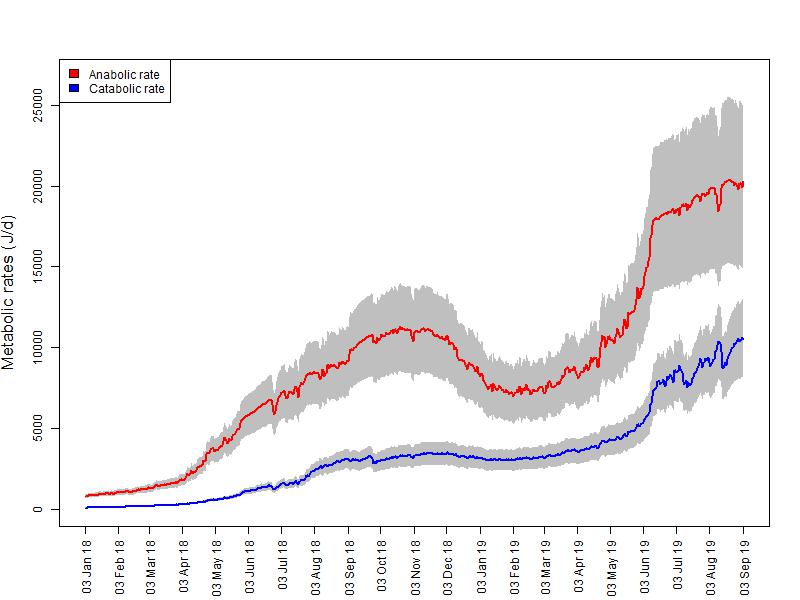 Anabolic rate
Catabolic rate
Metabolic rates (J/d)
25000
20000
15000
10000
5000
0
03 Jan 18
03 Feb 18
03 Mar 18
03 Apr 18
03 May 18
03 Jun 18
03 Jul 18
03 Aug 18
03 Sep 18
03 Oct 18
03 Nov 18
03 Dec 18
03 Jan 19
03 Feb 19
03 Mar 19
03 Apr 19
03 May 19
03 Jun 19
03 Jul 19
03 Aug 19
03 Sep 19